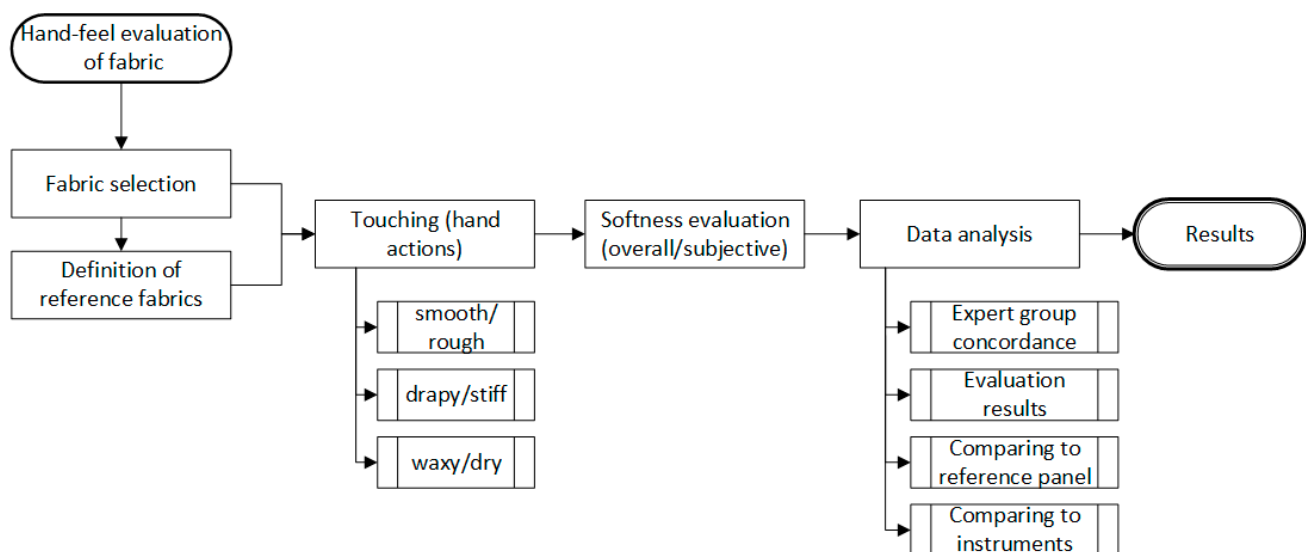 Hand-feel evaluation
of fabric
Fabric selection
Definition of
reference fabrics
Touching (hand
actions)
smooth/
rough
drapy/stiff
waxy/dry
Softness evaluation
(overall/subjective)
Data analysis
Expert group
concordance
Evaluation
results
Comparing to
reference panel
Comparing to
instruments
Results